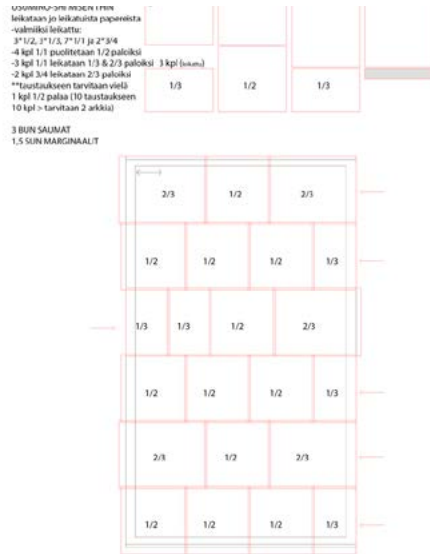 USUMINO-SHI MSENTHIN
leikataan jo leikatuista papereista
-valmiiksi leikattu:
3*1/2, 3*1/3, 7*1/1 ja 2*3/4
-4 kpl 1/1 puolitetaan 1/2 paloiksi
-3 kpl 1/1 leikataan 1/3 & 2/3 paloiksi 3 kpl
-2 kpl 3/4 leikataan 2/3 paloiksi
**taustaukseen tarvitaan vielä
1 kpl 1/2 palaa (10 taustaukseen
10 kpl > tarvitaan 2 arkkia)
1/3 1/2 1/3
3 BUN SAUMAT
1,5 SUN MARGINAALIT
2/3 1/2 2/3
1/2 1/2 1/2 1/3
1/3 1/3 1/2 2/3
1/2 1/2 1/2 1/3
2/3 1/2 2/3
1/2 1/2 1/2 1/3